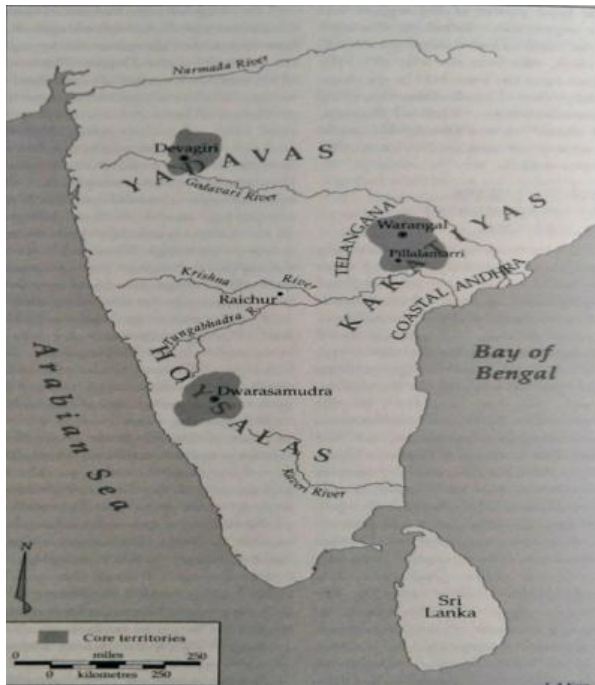 Narmada River
Devagiri
YADAVAS
Godavari River
TELANGANA
Warangal
Pillalamarri
KAKATIYAS
COASTAL ANDHRA
Krishna River
Raichur
Tungabhadra R.
HOYSALAS
Dwarasamudra
Kaveri River
Arabian Sea
Bay of
Bengal
Sri
Lanka
N
Core territories
0 miles 250
0 kilometres 250